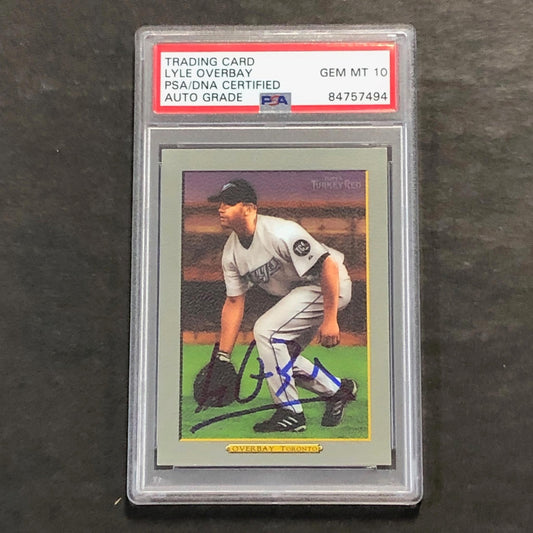 TRADING CARD
LYLE OVERBAY GEM MT 10
PSA/DNA CERTIFIED
AUTO GRADE PSA 84757494
TOPPS
TURKEY RED
OVERBAY TORONTO